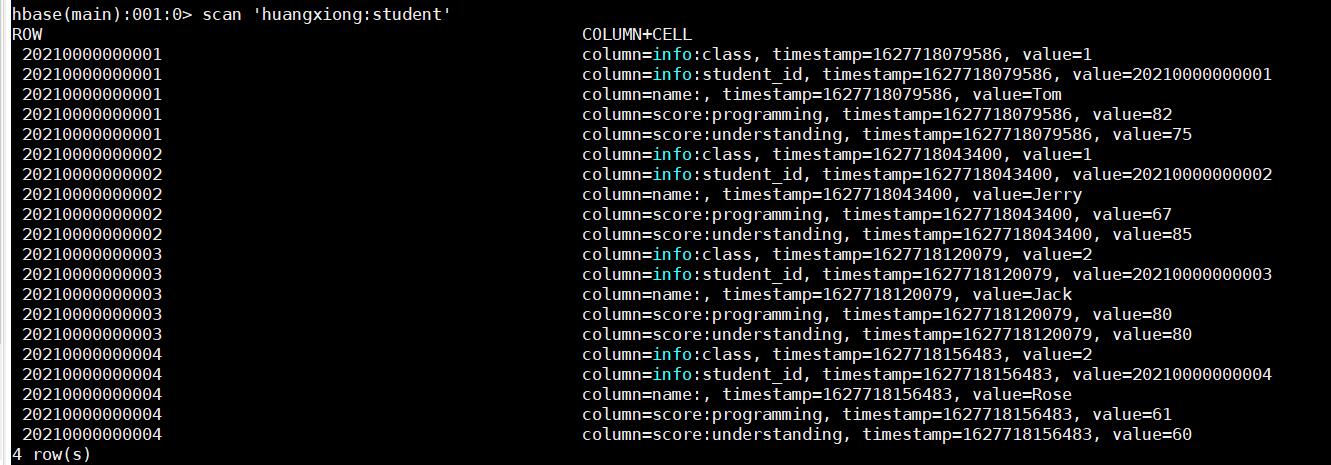 hbase(main):001:0> scan 'huangxiong:student'
ROW COLUMN+CELL
20210000000001 column=info:class, timestamp=1627718079586, value=1
20210000000001 column=info:student_id, timestamp=1627718079586, value=20210000000001
20210000000001 column=name:, timestamp=1627718079586, value=Tom
20210000000001 column=score:programming, timestamp=1627718079586, value=82
20210000000001 column=score:understanding, timestamp=1627718079586, value=75
20210000000002 column=info:class, timestamp=1627718043400, value=1
20210000000002 column=info:student_id, timestamp=1627718043400, value=20210000000002
20210000000002 column=name:, timestamp=1627718043400, value=Jerry
20210000000002 column=score:programming, timestamp=1627718043400, value=67
20210000000002 column=score:understanding, timestamp=1627718043400, value=85
20210000000003 column=info:class, timestamp=1627718120079, value=2
20210000000003 column=info:student_id, timestamp=1627718120079, value=20210000000003
20210000000003 column=name:, timestamp=1627718120079, value=Jack
20210000000003 column=score:programming, timestamp=1627718120079, value=80
20210000000003 column=score:understanding, timestamp=1627718120079, value=80
20210000000004 column=info:class, timestamp=1627718156483, value=2
20210000000004 column=info:student_id, timestamp=1627718156483, value=20210000000004
20210000000004 column=name:, timestamp=1627718156483, value=Rose
20210000000004 column=score:programming, timestamp=1627718156483, value=61
20210000000004 column=score:understanding, timestamp=1627718156483, value=60
4 row(s)